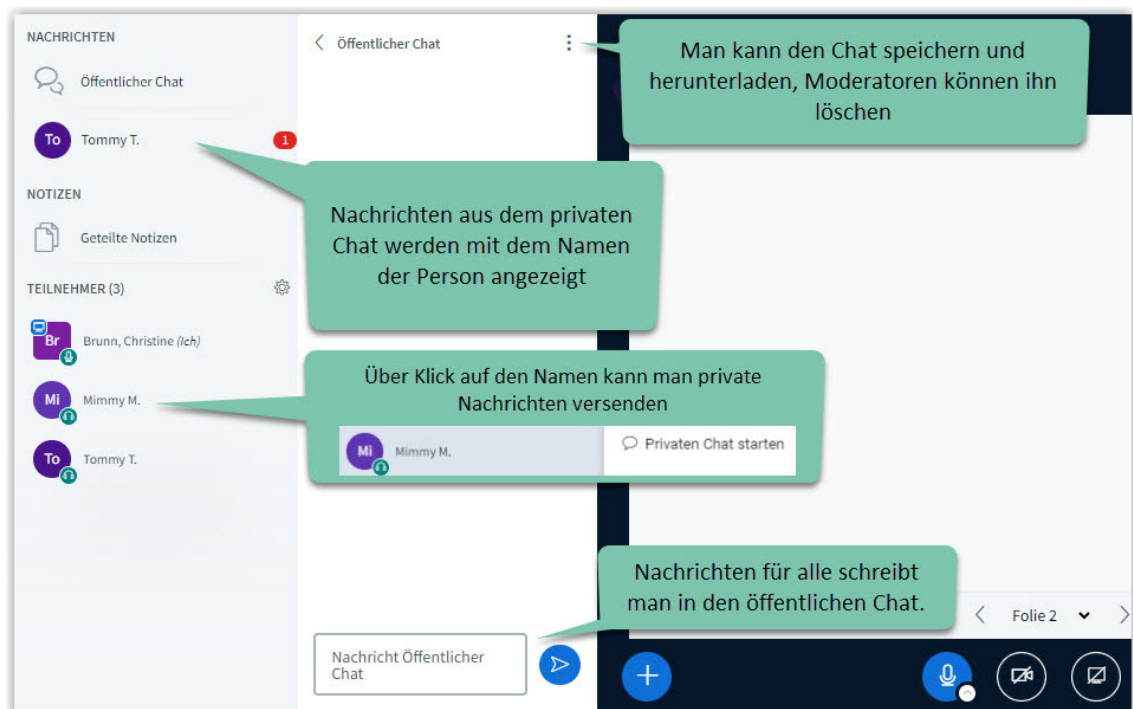 NACHRICHTEN
Öffentlicher Chat
To
Tommy T.
1
NOTIZEN
Geteilte Notizen
TEILNEHMER (3)
Br
Brunn, Christine (Ich)
Mi
Mimmy M.
To
Tommy T.
Öffentlicher Chat
Man kann den Chat speichern und
herunterladen, Moderatoren können ihn
löschen
Nachrichten aus dem privaten
Chat werden mit dem Namen
der Person angezeigt
Über Klick auf den Namen kann man private
Nachrichten versenden
Mi
Mimmy M.
Privaten Chat starten
Nachrichten für alle schreibt
man in den öffentlichen Chat.
Nachricht Öffentlicher
Chat
Folie 2